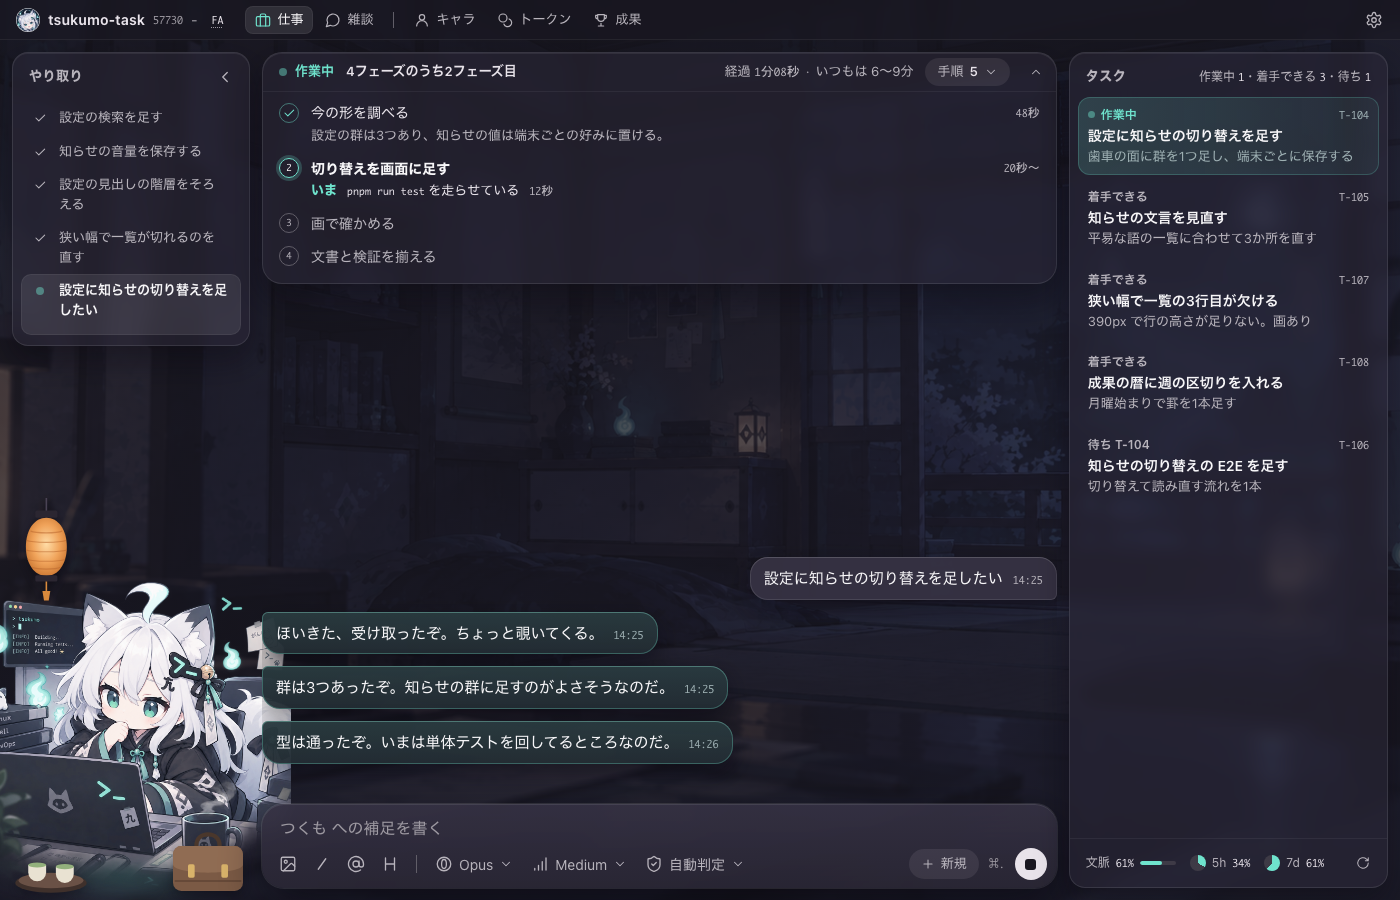 tsukumo-task 57730 – FA 仕事 雑談 キャラ トークン 成果
やり取り
設定の検索を足す
知らせの音量を保存する
設定の見出しの階層をそろ
える
狭い幅で一覧が切れるのを
直す
設定に知らせの切り替えを足
したい
作業中 4フェーズのうち2フェーズ目 経過 1分08秒 · いつもは 6〜9分 手順 5
今の形を調べる 48秒
設定の群は3つあり、知らせの値は端末ごとの好みに置ける。
2 切り替えを画面に足す 20秒〜
いま pnpm run test を走らせている 12秒
3 画で確かめる
4 文書と検証を揃える
設定に知らせの切り替えを足したい 14:25
ほいきた、受け取ったぞ。ちょっと覗いてくる。 14:25
群は3つあったぞ。知らせの群に足すのがよさそうなのだ。 14:25
型は通ったぞ。いまは単体テストを回してるところなのだ。 14:26
つくも への補足を書く
Opus Medium 自動判定 + 新規 ⌘.
タスク 作業中 1・着手できる 3・待ち 1
作業中 T-104
設定に知らせの切り替えを足す
歯車の面に群を1つ足し、端末ごとに保存する
着手できる T-105
知らせの文言を見直す
平易な語の一覧に合わせて3か所を直す
着手できる T-107
狭い幅で一覧の3行目が欠ける
390px で行の高さが足りない。画あり
着手できる T-108
成果の暦に週の区切りを入れる
月曜始まりで罫を1本足す
待ち T-104 T-106
知らせの切り替えの E2E を足す
切り替えて読み直す流れを1本
文脈 61% 5h 34% 7d 61%
九